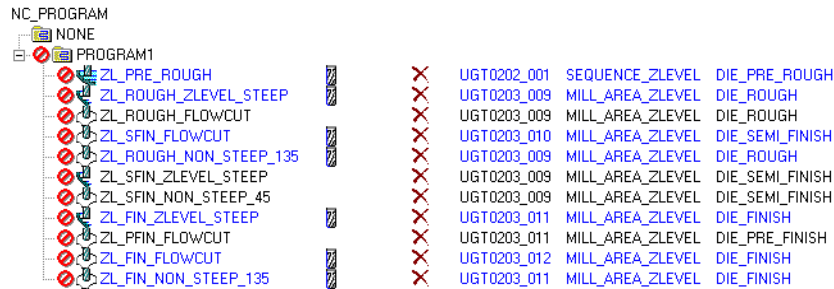 NC_PROGRAM
NONE
PROGRAM1
ZL_PRE_ROUGH UGT0202_001 SEQUENCE_ZLEVEL DIE_PRE_ROUGH
ZL_ROUGH_ZLEVEL_STEEP UGT0203_009 MILL_AREA_ZLEVEL DIE_ROUGH
ZL_ROUGH_FLOWCUT UGT0203_009 MILL_AREA_ZLEVEL DIE_ROUGH
ZL_SFIN_FLOWCUT UGT0203_010 MILL_AREA_ZLEVEL DIE_SEMI_FINISH
ZL_ROUGH_NON_STEEP_135 UGT0203_009 MILL_AREA_ZLEVEL DIE_ROUGH
ZL_SFIN_ZLEVEL_STEEP UGT0203_009 MILL_AREA_ZLEVEL DIE_SEMI_FINISH
ZL_SFIN_NON_STEEP_45 UGT0203_009 MILL_AREA_ZLEVEL DIE_SEMI_FINISH
ZL_FIN_ZLEVEL_STEEP UGT0203_011 MILL_AREA_ZLEVEL DIE_FINISH
ZL_PFIN_FLOWCUT UGT0203_011 MILL_AREA_ZLEVEL DIE_PRE_FINISH
ZL_FIN_FLOWCUT UGT0203_012 MILL_AREA_ZLEVEL DIE_FINISH
ZL_FIN_NON_STEEP_135 UGT0203_011 MILL_AREA_ZLEVEL DIE_FINISH